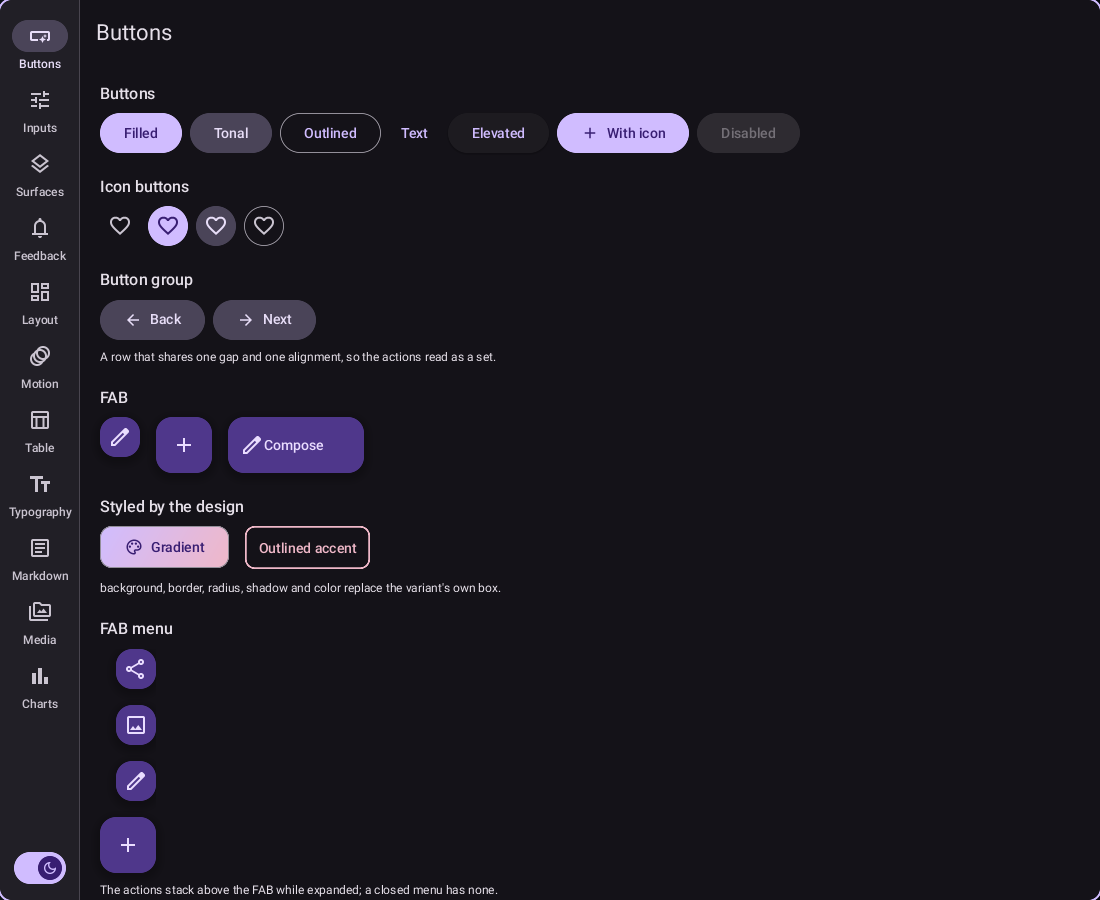 Buttons
Inputs
Surfaces
Feedback
Layout
Motion
Table
Typography
Markdown
Media
Charts
Buttons
Buttons
Filled Tonal Outlined Text Elevated With icon Disabled
Icon buttons
Button group
Back Next
A row that shares one gap and one alignment, so the actions read as a set.
FAB
Compose
Styled by the design
Gradient Outlined accent
background, border, radius, shadow and color replace the variant's own box.
FAB menu
The actions stack above the FAB while expanded; a closed menu has none.